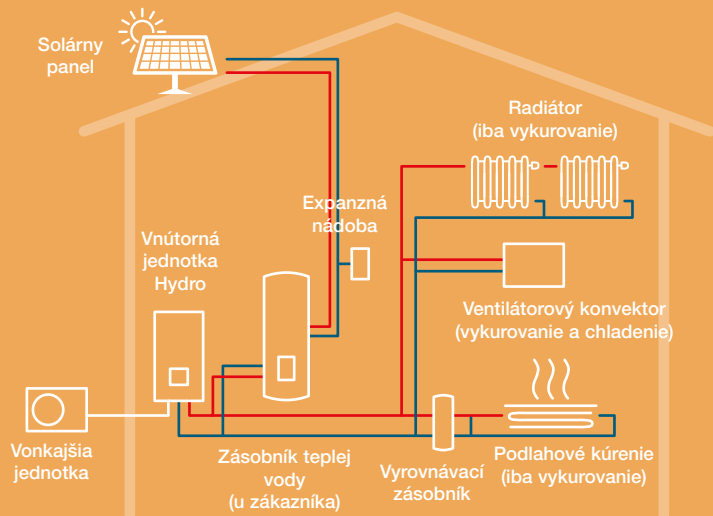 Solárny
panel
Radiátor
(iba vykurovanie)
Expanzná
nádoba
Vnútorná
jednotka
Hydro
Ventilátorový konvektor
(vykurovanie a chladenie)
Vonkajšia
jednotka
Zásobník teplej
vody
(u zákazníka)
Vyrovnávací
zásobník
Podlahové kúrenie
(iba vykurovanie)